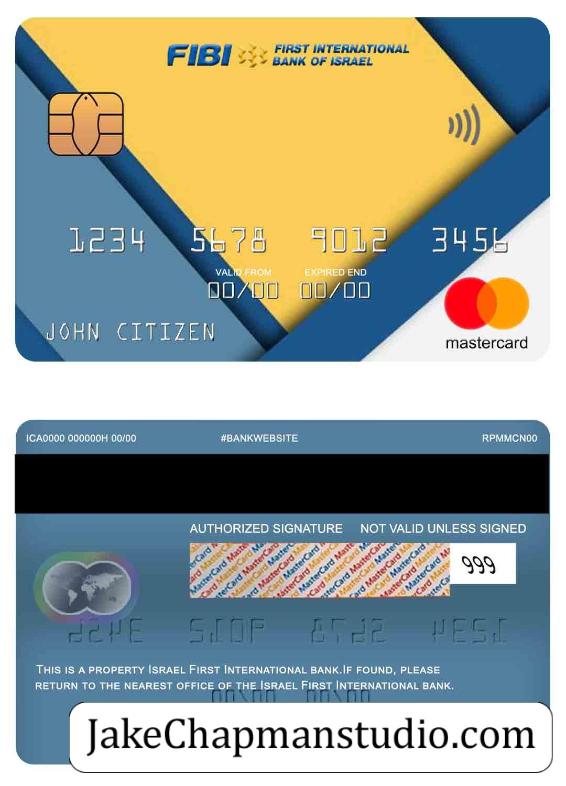 FIBI FIRST INTERNATIONAL
BANK OF ISRAEL
1234 5678 9012 3456
VALID FROM EXPIRED END
00/00 00/00
JOHN CITIZEN
mastercard
ICA0000 000000H 00/00 #BANKWEBSITE RPMMCN00
AUTHORIZED SIGNATURE NOT VALID UNLESS SIGNED
MasterCard MasterCard MasterCard
999
THIS IS A PROPERTY ISRAEL FIRST INTERNATIONAL BANK.IF FOUND, PLEASE
RETURN TO THE NEAREST OFFICE OF THE ISRAEL FIRST INTERNATIONAL BANK.
JakeChapmanstudio.com